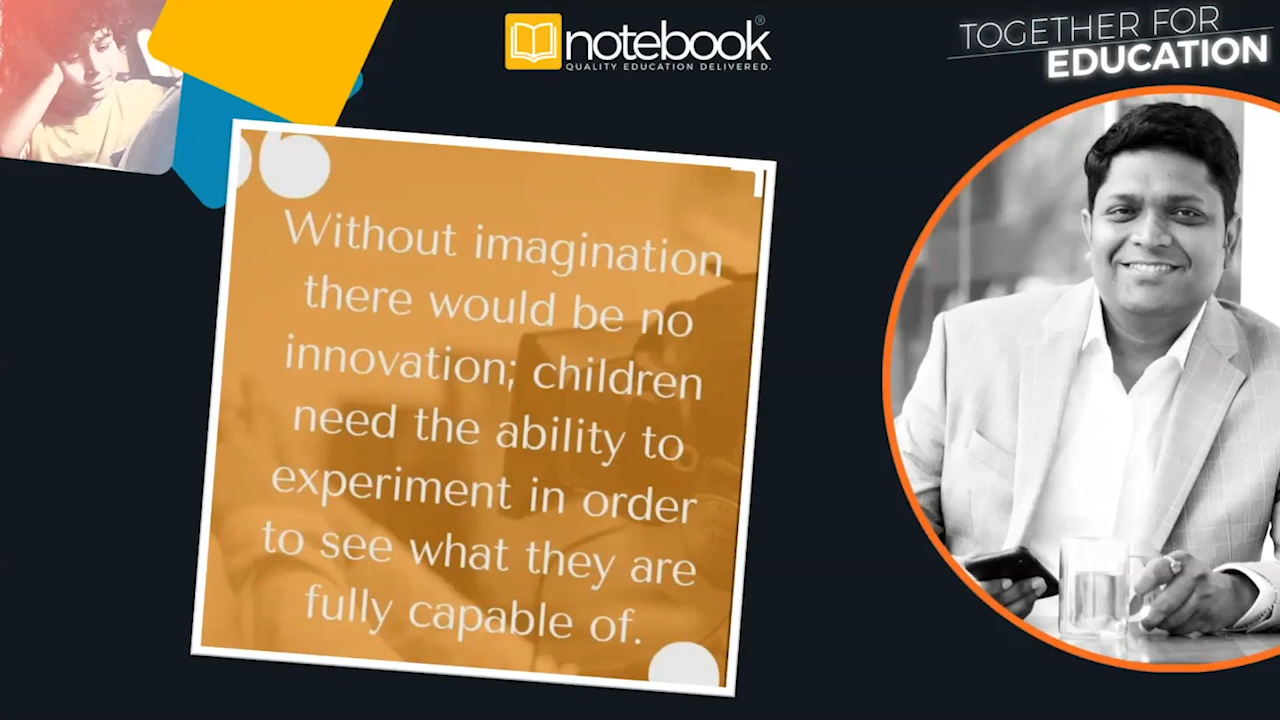 notebook®
QUALITY EDUCATION DELIVERED.
TOGETHER FOR
EDUCATION
Without imagination
there would be no
innovation; children
need the ability to
experiment in order
to see what they are
fully capable of.